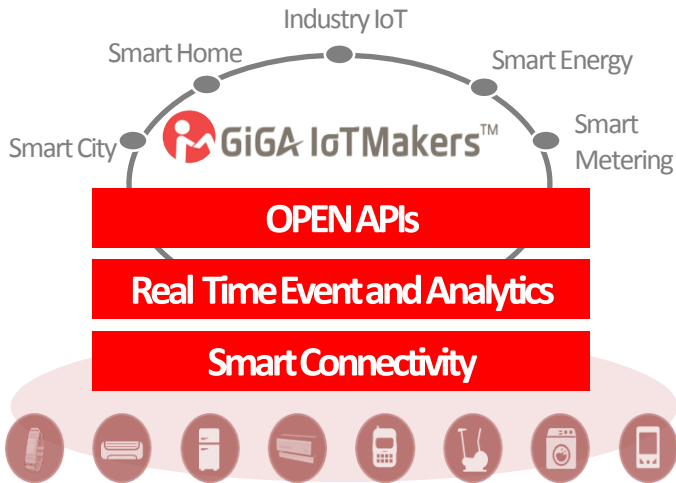 Industry IoT
Smart Home
Smart Energy
Smart City
GiGA IoTMakers™
Smart
Metering
OPEN APIs
Real Time Event and Analytics
Smart Connectivity